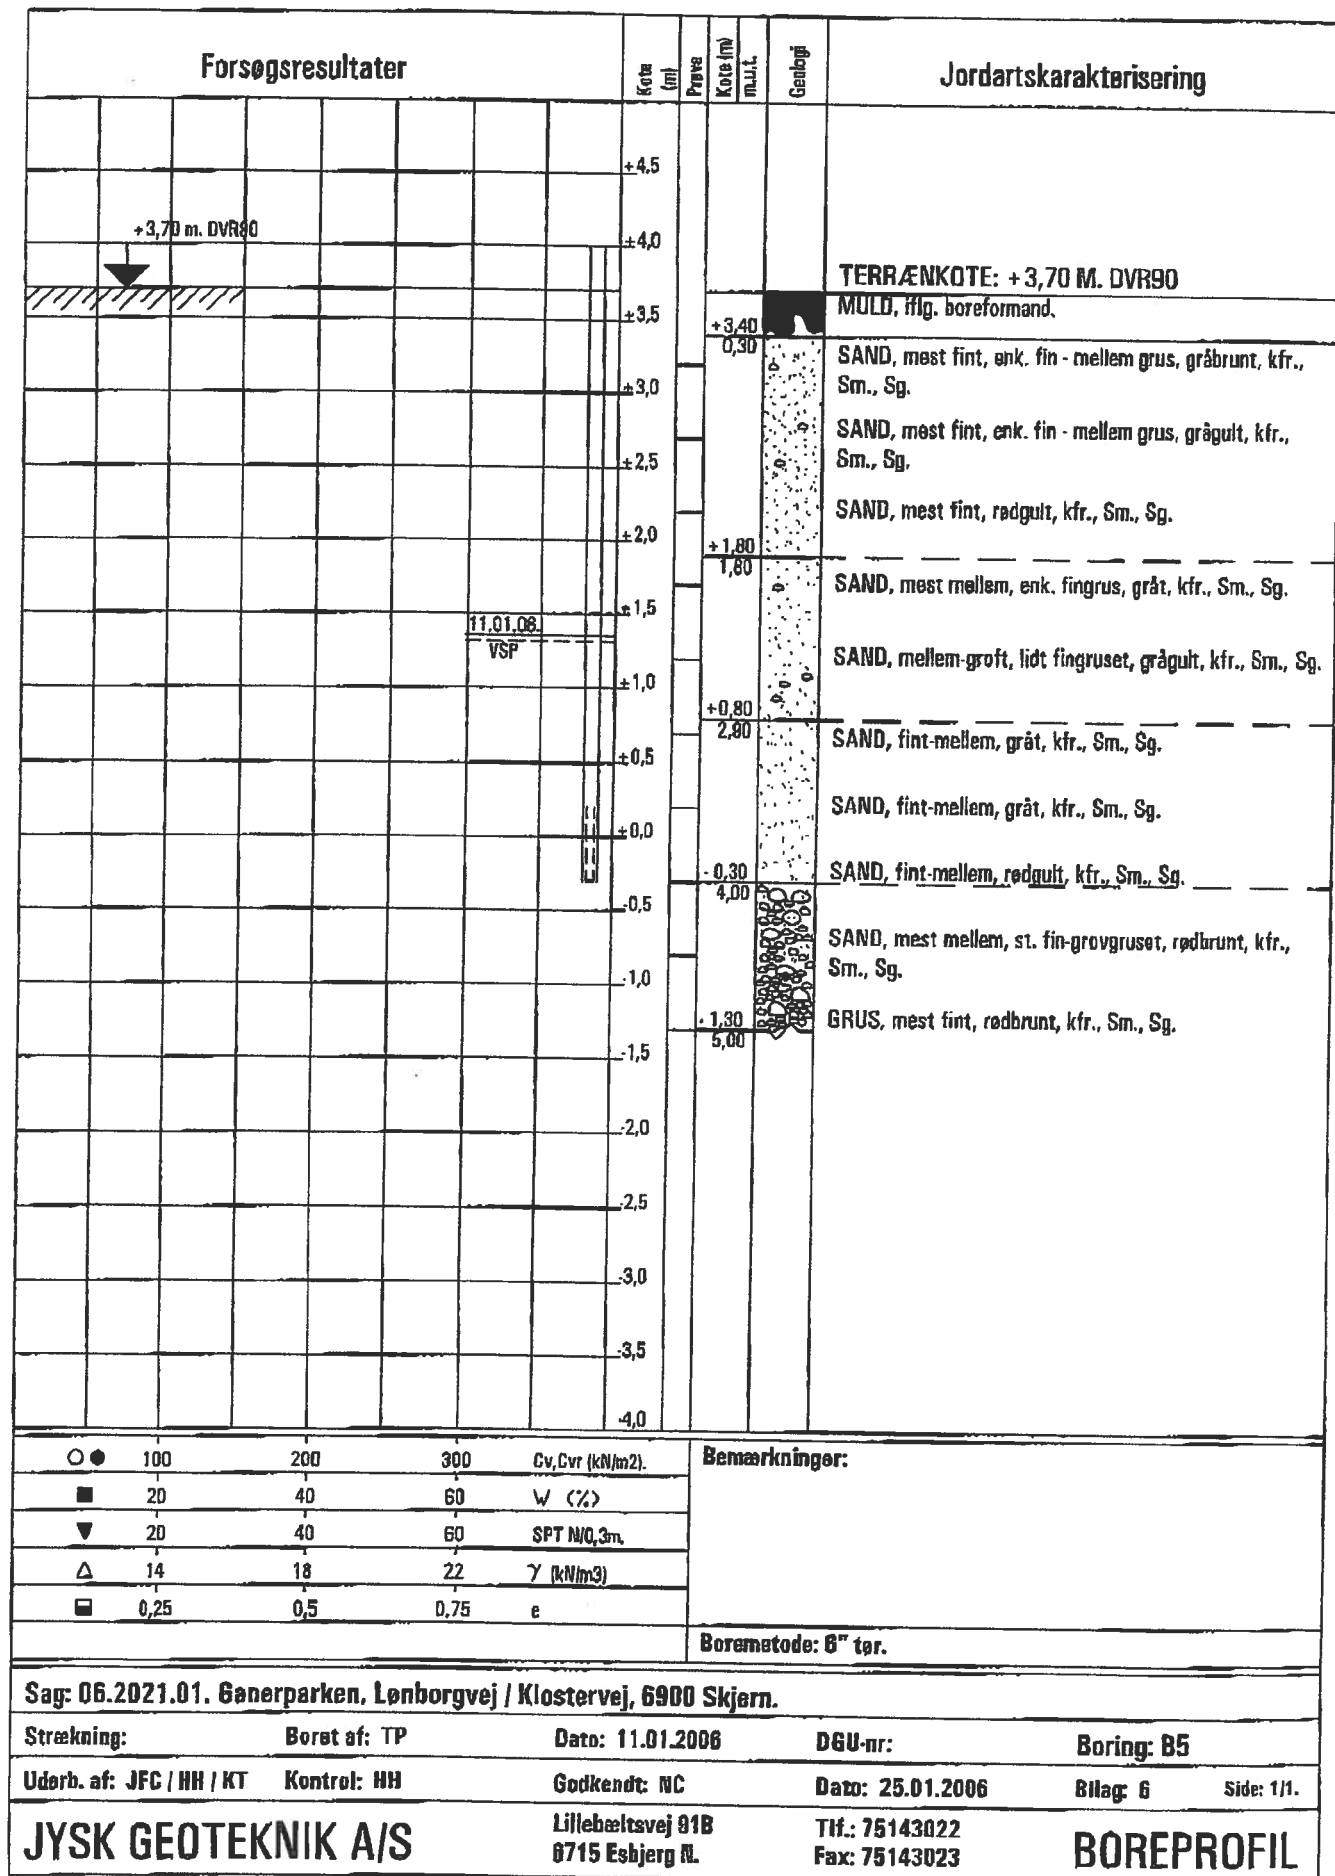 Forsøgsresultater
Kote (m)
Prøve
Kote (m)
m.u.t.
Geologi
Jordartskarakterisering
+4,5
+3,70 m. DVR90
+4,0
TERRÆNKOTE: +3,70 M. DVR90
MULD, iflg. boreformand.
+3,5
+3,40
0,30
SAND, mest fint, enk. fin - mellem grus, gråbrunt, kfr.,
Sm., Sg.
+3,0
SAND, mest fint, enk. fin - mellem grus, grågult, kfr.,
Sm., Sg.
+2,5
SAND, mest fint, rødgult, kfr., Sm., Sg.
+2,0
+1,80
1,80
SAND, mest mellem, enk. fingrus, gråt, kfr., Sm., Sg.
+1,5
11.01.06.
VSP
SAND, mellem-groft, lidt fingruset, grågult, kfr., Sm., Sg.
+1,0
+0,80
2,90
SAND, fint-mellem, gråt, kfr., Sm., Sg.
+0,5
SAND, fint-mellem, gråt, kfr., Sm., Sg.
+0,0
-0,30
4,00
SAND, fint-mellem, rødgult, kfr., Sm., Sg.
-0,5
SAND, mest mellem, st. fin-grovgruset, rødbrunt, kfr.,
Sm., Sg.
-1,0
-1,30
5,00
GRUS, mest fint, rødbrunt, kfr., Sm., Sg.
-1,5
-2,0
-2,5
-3,0
-3,5
-4,0
100 200 300 Cv,Cvr (kN/m2).
20 40 60 W (%)
20 40 60 SPT N/0,3m.
14 18 22 γ (kN/m3)
0,25 0,5 0,75 e
Bemærkninger:
Boremetode: 6" tør.
Sag: 06.2021.01. Ganerparken, Lønborgvej / Klostervej, 6900 Skjern.
Strækning: Boret af: TP Dato: 11.01.2006 DGU-nr: Boring: B5
Udarb. af: JFC / HH / KT Kontrol: HH Godkendt: NC Dato: 25.01.2006 Bilag: 6 Side: 1/1.
JYSK GEOTEKNIK A/S
Lillebæltsvej 91B
6715 Esbjerg N.
Tlf.: 75143022
Fax: 75143023
BOREPROFIL